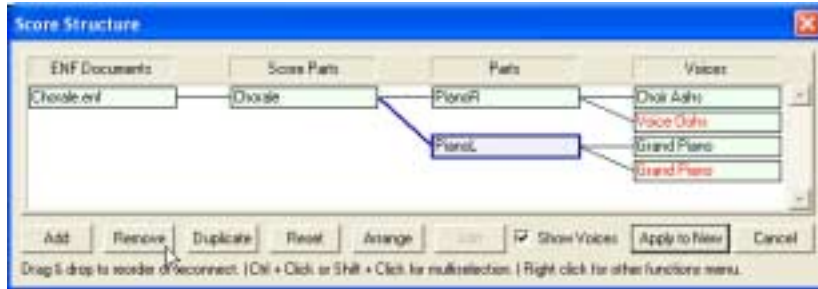 Score Structure
ENF Documents Score Parts Parts Voices
Chorale.enf Chorale PianoR Choir Aahs
Voice Oohs
PianoL Grand Piano
Grand Piano
Add Remove Duplicate Reset Arrange Show Voices Apply to New Cancel
Drag & drop to reorder or reconnect. | Ctrl + Click or Shift + Click for multiselection. | Right click for other functions menu.